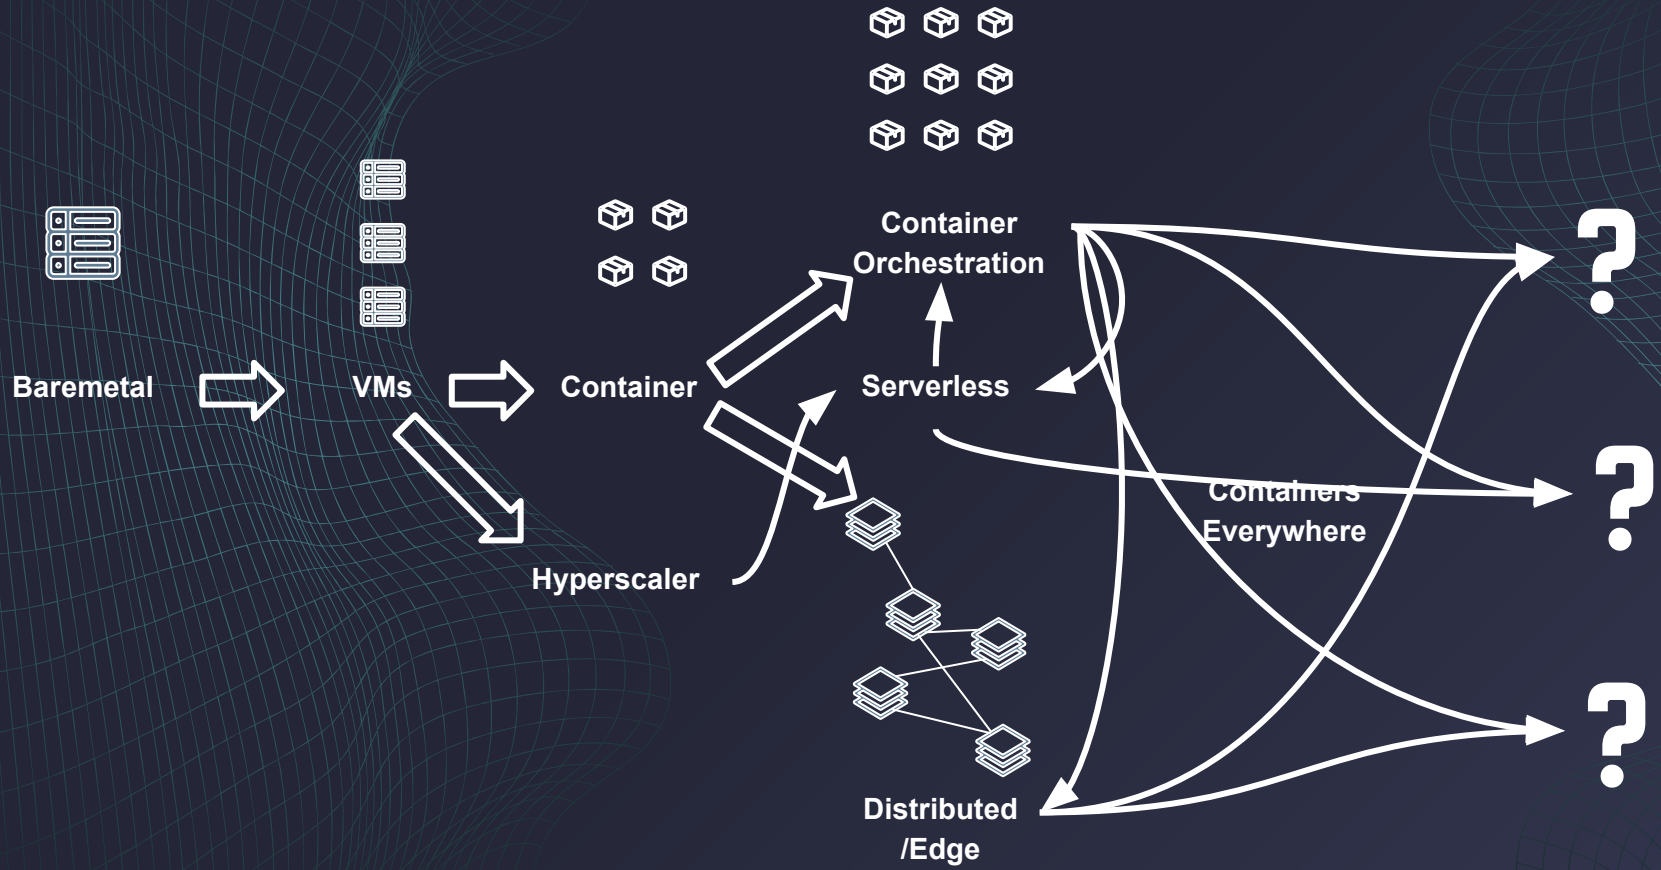 Container
Orchestration
Baremetal
VMs
Container
Serverless
Containers
Everywhere
Hyperscaler
Distributed
/Edge
?
?
?